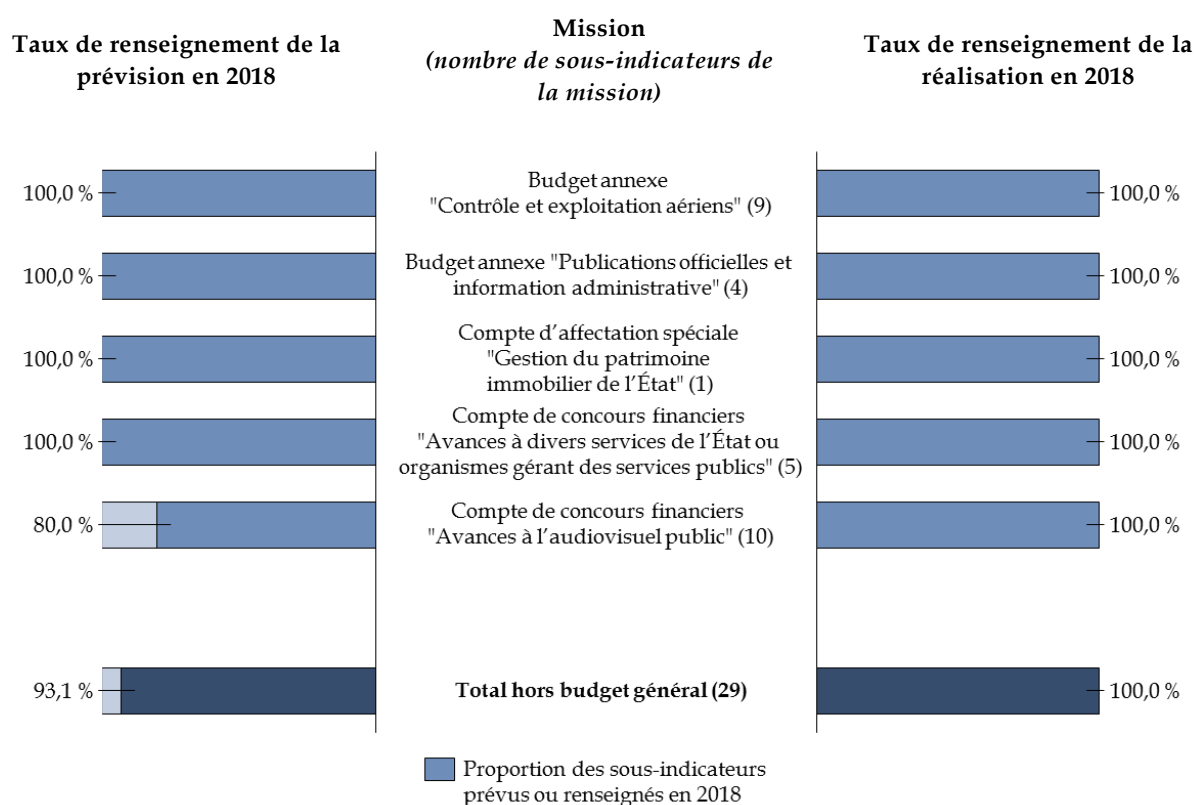 Taux de renseignement de la
prévision en 2018
Mission
(nombre de sous-indicateurs de
la mission)
Taux de renseignement de la
réalisation en 2018
100,0 %
Budget annexe
"Contrôle et exploitation aériens" (9)
100,0 %
100,0 %
Budget annexe "Publications officielles et
information administrative" (4)
100,0 %
100,0 %
Compte d’affectation spéciale
"Gestion du patrimoine
immobilier de l’État" (1)
100,0 %
100,0 %
Compte de concours financiers
"Avances à divers services de l’État ou
organismes gérant des services publics" (5)
100,0 %
80,0 %
Compte de concours financiers
"Avances à l’audiovisuel public" (10)
100,0 %
93,1 %
Total hors budget général (29)
100,0 %
Proportion des sous-indicateurs
prévus ou renseignés en 2018